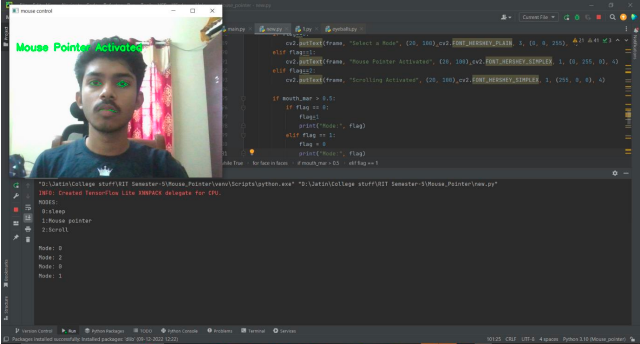 mouse control
Mouse Pointer Activated
main.py
new.py
5.py
eyeballs.py
Current File
cv2.putText(frame, "Select a Mode", (20, 100),cv2.FONT_HERSHEY_PLAIN, 3, (0, 0, 255),
elif flag==1:
cv2.putText(frame, "Mouse Pointer Activated", (20, 100),cv2.FONT_HERSHEY_SIMPLEX, 1, (0, 255, 0), 4)
elif flag==2:
cv2.putText(frame, "Scrolling Activated", (20, 100),cv2.FONT_HERSHEY_SIMPLEX, 1, (255, 0, 0), 4)
if mouth_mar > 0.5:
if flag == 0:
flag=1
print("Mode:", flag)
elif flag == 1:
flag = 0
print("Mode:", flag)
while True
for face in faces
if mouth_mar > 0.5
elif flag == 1
"D:\Jatin\College stuff\RIT Semester-5\Mouse_Pointer\venv\Scripts\python.exe" "D:\Jatin\College stuff\RIT Semester-5\Mouse_Pointer\new.py"
INFO: Created TensorFlow Lite XNNPACK delegate for CPU.
MODES:
0:sleep
1:Mouse pointer
2:Scroll
Mode: 0
Mode: 2
Mode: 0
Mode: 1
Project
Bookmarks
Structure
Notifications
Version Control
Run
Python Packages
TODO
Python Console
Problems
Terminal
Services
Packages installed successfully: Installed packages: 'dlib' (09-12-2022 12:22)
101:25 CRLF UTF-8 4 spaces Python 3.10 (Mouse_pointer)